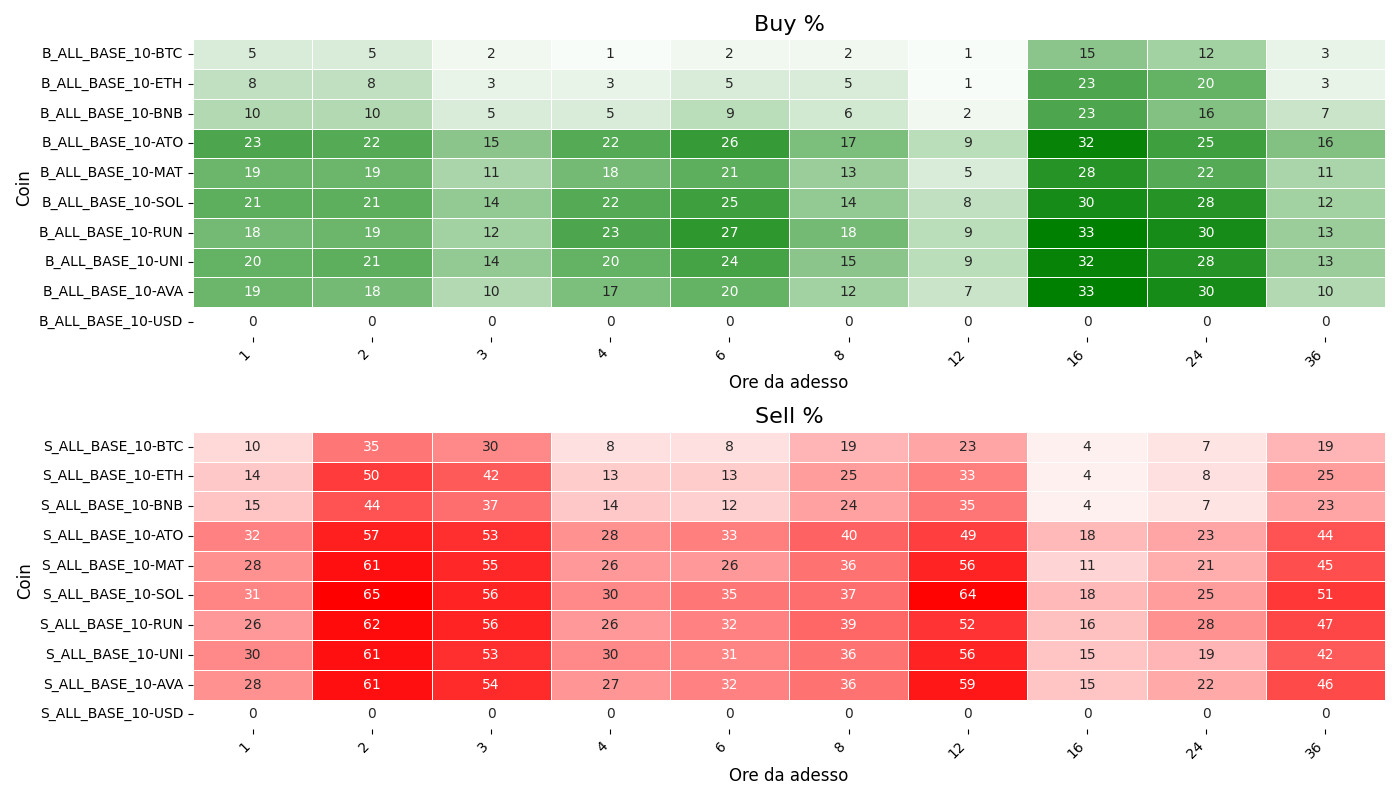 Buy %
Coin
B_ALL_BASE_10-BTC 5 5 2 1 2 2 1 15 12 3
B_ALL_BASE_10-ETH 8 8 3 3 5 5 1 23 20 3
B_ALL_BASE_10-BNB 10 10 5 5 9 6 2 23 16 7
B_ALL_BASE_10-ATO 23 22 15 22 26 17 9 32 25 16
B_ALL_BASE_10-MAT 19 19 11 18 21 13 5 28 22 11
B_ALL_BASE_10-SOL 21 21 14 22 25 14 8 30 28 12
B_ALL_BASE_10-RUN 18 19 12 23 27 18 9 33 30 13
B_ALL_BASE_10-UNI 20 21 14 20 24 15 9 32 28 13
B_ALL_BASE_10-AVA 19 18 10 17 20 12 7 33 30 10
B_ALL_BASE_10-USD 0 0 0 0 0 0 0 0 0 0
1 2 3 4 6 8 12 16 24 36
Ore da adesso
Sell %
Coin
S_ALL_BASE_10-BTC 10 35 30 8 8 19 23 4 7 19
S_ALL_BASE_10-ETH 14 50 42 13 13 25 33 4 8 25
S_ALL_BASE_10-BNB 15 44 37 14 12 24 35 4 7 23
S_ALL_BASE_10-ATO 32 57 53 28 33 40 49 18 23 44
S_ALL_BASE_10-MAT 28 61 55 26 26 36 56 11 21 45
S_ALL_BASE_10-SOL 31 65 56 30 35 37 64 18 25 51
S_ALL_BASE_10-RUN 26 62 56 26 32 39 52 16 28 47
S_ALL_BASE_10-UNI 30 61 53 30 31 36 56 15 19 42
S_ALL_BASE_10-AVA 28 61 54 27 32 36 59 15 22 46
S_ALL_BASE_10-USD 0 0 0 0 0 0 0 0 0 0
1 2 3 4 6 8 12 16 24 36
Ore da adesso